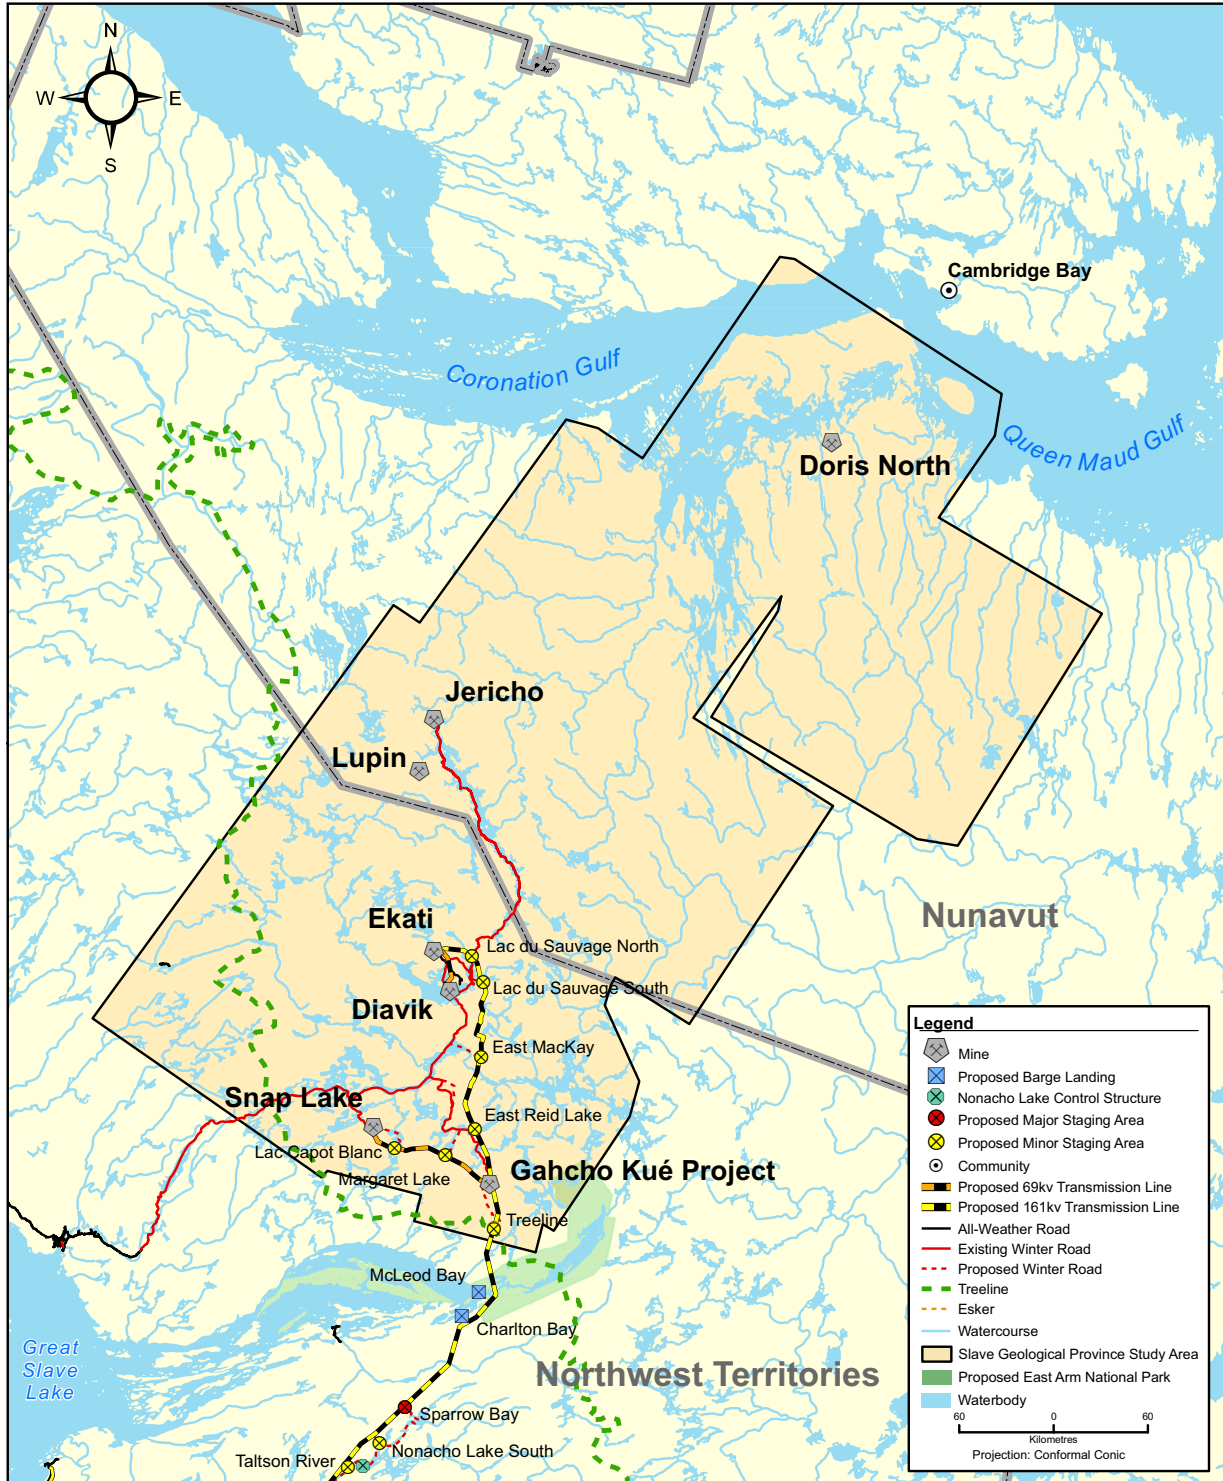 N
W
E
S
Cambridge Bay
Coronation Gulf
Queen Maud Gulf
Doris North
Jericho
Lupin
Nunavut
Ekati
Lac du Sauvage North
Lac du Sauvage South
Diavik
East MacKay
Snap Lake
East Reid Lake
Lac Capot Blanc
Margaret Lake
Gahcho Kué Project
Treeline
McLeod Bay
Charlton Bay
Great
Slave
Lake
Northwest Territories
Sparrow Bay
Nonacho Lake South
Taltson River
Legend
Mine
Proposed Barge Landing
Nonacho Lake Control Structure
Proposed Major Staging Area
Proposed Minor Staging Area
Community
Proposed 69kv Transmission Line
Proposed 161kv Transmission Line
All-Weather Road
Existing Winter Road
Proposed Winter Road
Treeline
Esker
Watercourse
Slave Geological Province Study Area
Proposed East Arm National Park
Waterbody
60 0 60
Kilometres
Projection: Conformal Conic